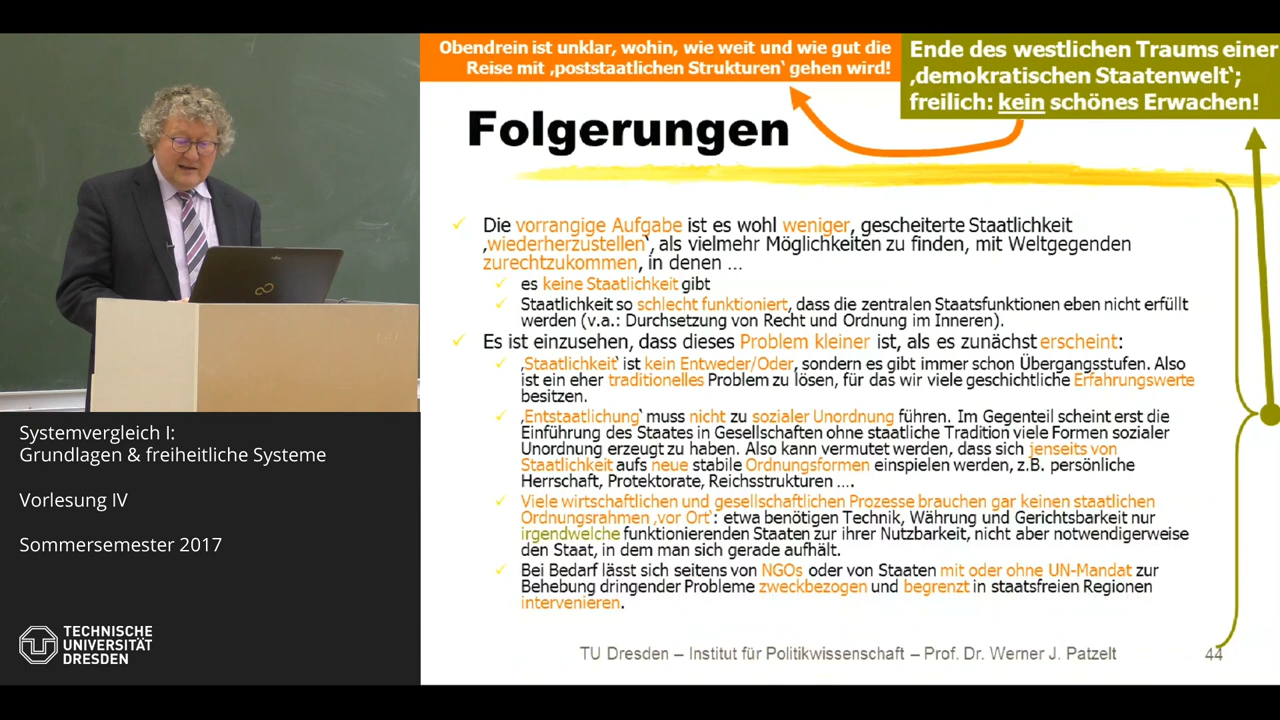 Obendrein ist unklar, wohin, wie weit und wie gut die
Reise mit ‚poststaatlichen Strukturen‘ gehen wird!
Ende des westlichen Traums einer
‚demokratischen Staatenwelt‘;
freilich: kein schönes Erwachen!
Folgerungen
Die vorrangige Aufgabe ist es wohl weniger, gescheiterte Staatlichkeit
‚wiederherzustellen‘, als vielmehr Möglichkeiten zu finden, mit Weltgegenden
zurechtzukommen, in denen …
es keine Staatlichkeit gibt
Staatlichkeit so schlecht funktioniert, dass die zentralen Staatsfunktionen eben nicht erfüllt
werden (v.a.: Durchsetzung von Recht und Ordnung im Inneren).
Es ist einzusehen, dass dieses Problem kleiner ist, als es zunächst erscheint:
‚Staatlichkeit‘ ist kein Entweder/Oder, sondern es gibt immer schon Übergangsstufen. Also
ist ein eher traditionelles Problem zu lösen, für das wir viele geschichtliche Erfahrungswerte
besitzen.
‚Entstaatlichung‘ muss nicht zu sozialer Unordnung führen. Im Gegenteil scheint erst die
Einführung des Staates in Gesellschaften ohne staatliche Tradition viele Formen sozialer
Unordnung erzeugt zu haben. Also kann vermutet werden, dass sich jenseits von
Staatlichkeit aufs neue stabile Ordnungsformen einspielen werden, z.B. persönliche
Herrschaft, Protektorate, Reichsstrukturen ….
Viele wirtschaftlichen und gesellschaftlichen Prozesse brauchen gar keinen staatlichen
Ordnungsrahmen ‚vor Ort‘: etwa benötigen Technik, Währung und Gerichtsbarkeit nur
irgendwelche funktionierenden Staaten zur ihrer Nutzbarkeit, nicht aber notwendigerweise
den Staat, in dem man sich gerade aufhält.
Bei Bedarf lässt sich seitens von NGOs oder von Staaten mit oder ohne UN-Mandat zur
Behebung dringender Probleme zweckbezogen und begrenzt in staatsfreien Regionen
intervenieren.
TU Dresden – Institut für Politikwissenschaft – Prof. Dr. Werner J. Patzelt
44
Systemvergleich I:
Grundlagen & freiheitliche Systeme
Vorlesung IV
Sommersemester 2017
TECHNISCHE
UNIVERSITÄT
DRESDEN